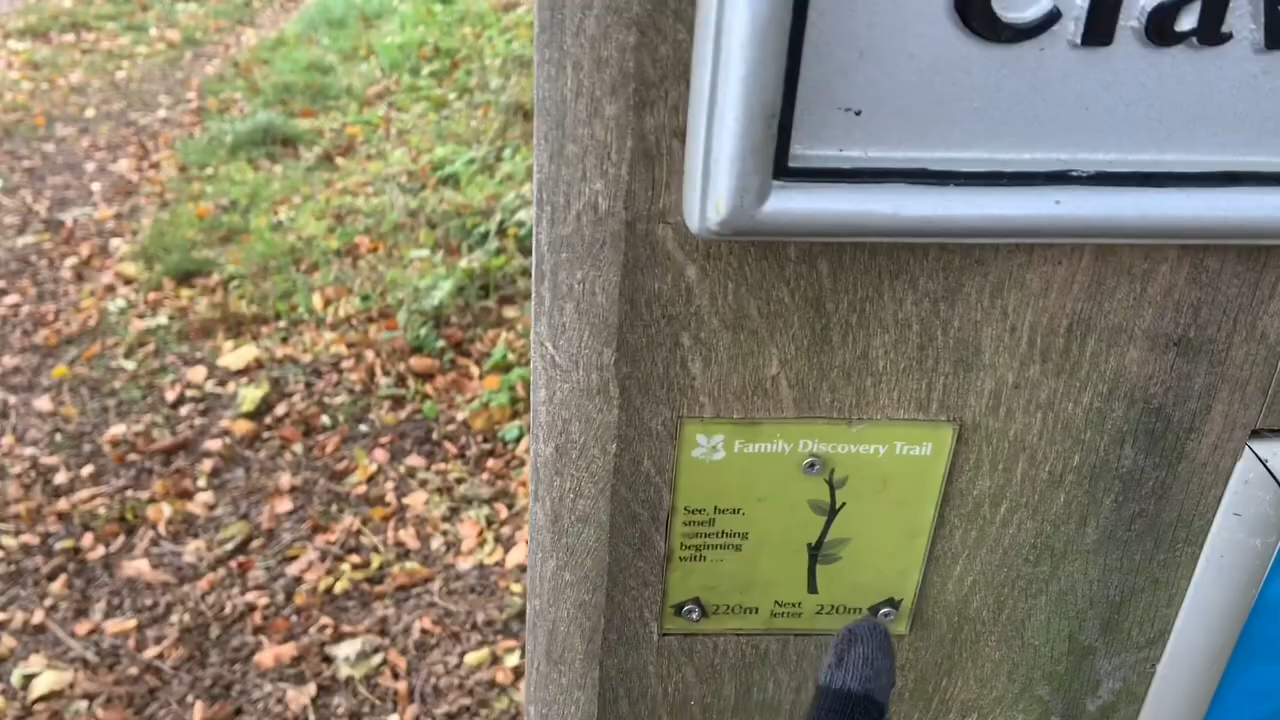 Family Discovery Trail
See, hear,
smell
something
beginning
with ...
220m Next letter 220m